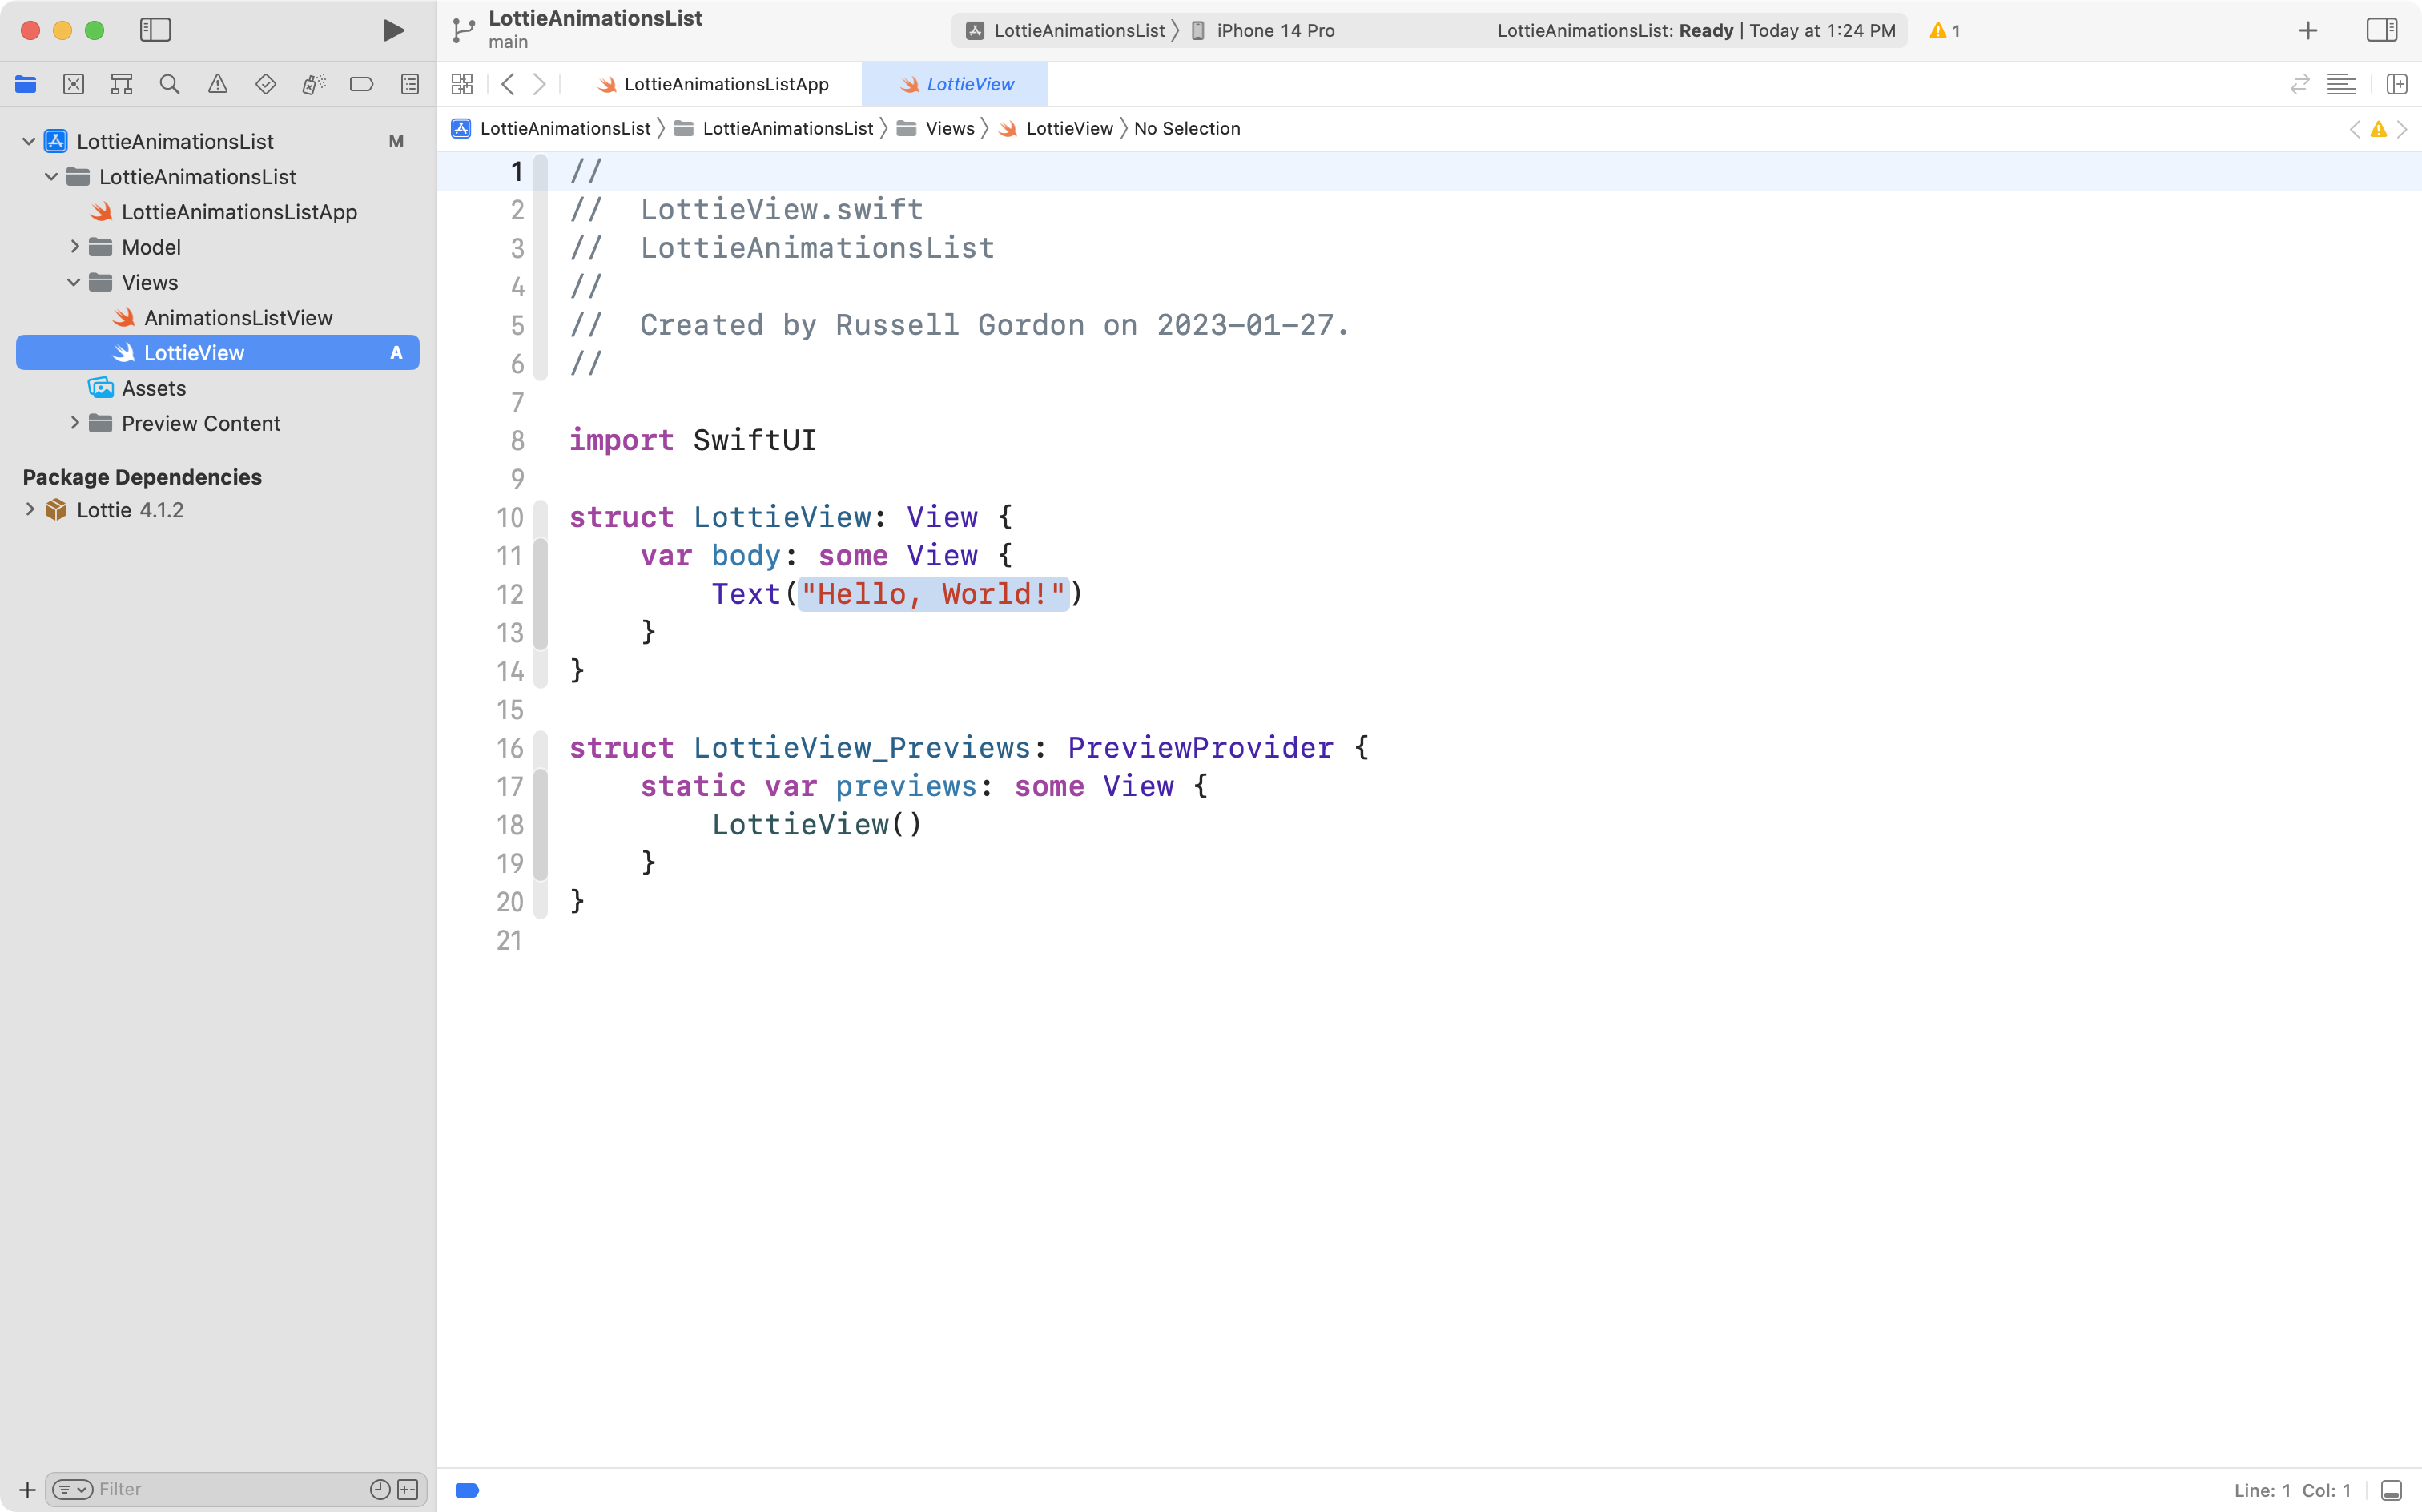 LottieAnimationsList
main
LottieAnimationsList iPhone 14 Pro
LottieAnimationsList: Ready | Today at 1:24 PM
1
LottieAnimationsListApp
LottieView
LottieAnimationsList LottieAnimationsList Views LottieView No Selection
LottieAnimationsList M
LottieAnimationsList
LottieAnimationsListApp
Model
Views
AnimationsListView
LottieView A
Assets
Preview Content
Package Dependencies
Lottie 4.1.2
Filter
1 //
2 //  LottieView.swift
3 //  LottieAnimationsList
4 //
5 //  Created by Russell Gordon on 2023-01-27.
6 //
7
8 import SwiftUI
9
10 struct LottieView: View {
11     var body: some View {
12         Text("Hello, World!")
13     }
14 }
15
16 struct LottieView_Previews: PreviewProvider {
17     static var previews: some View {
18         LottieView()
19     }
20 }
21
Line: 1 Col: 1